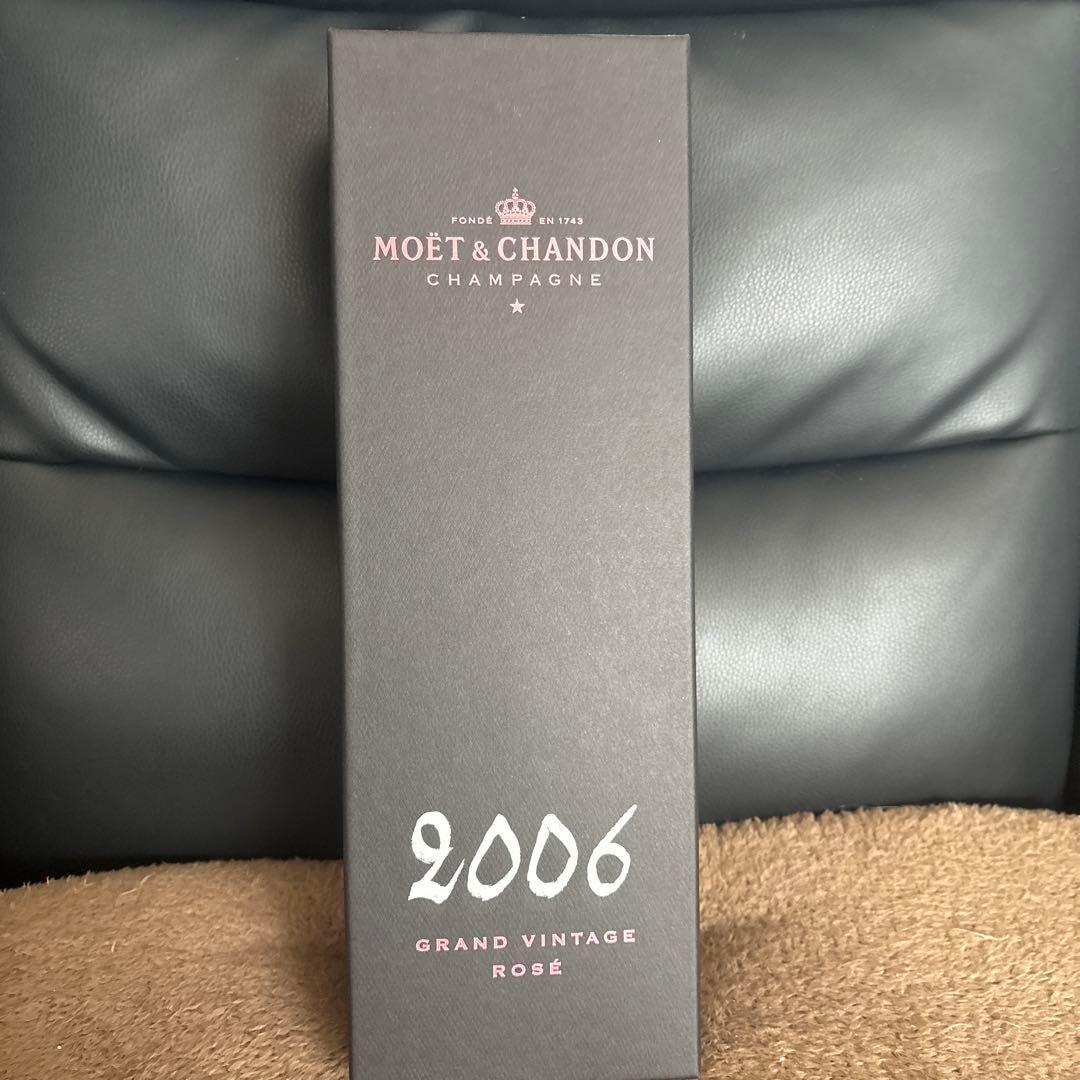 FONDÉ EN 1743
MOËT & CHANDON
CHAMPAGNE
2006
GRAND VINTAGE
ROSÉ